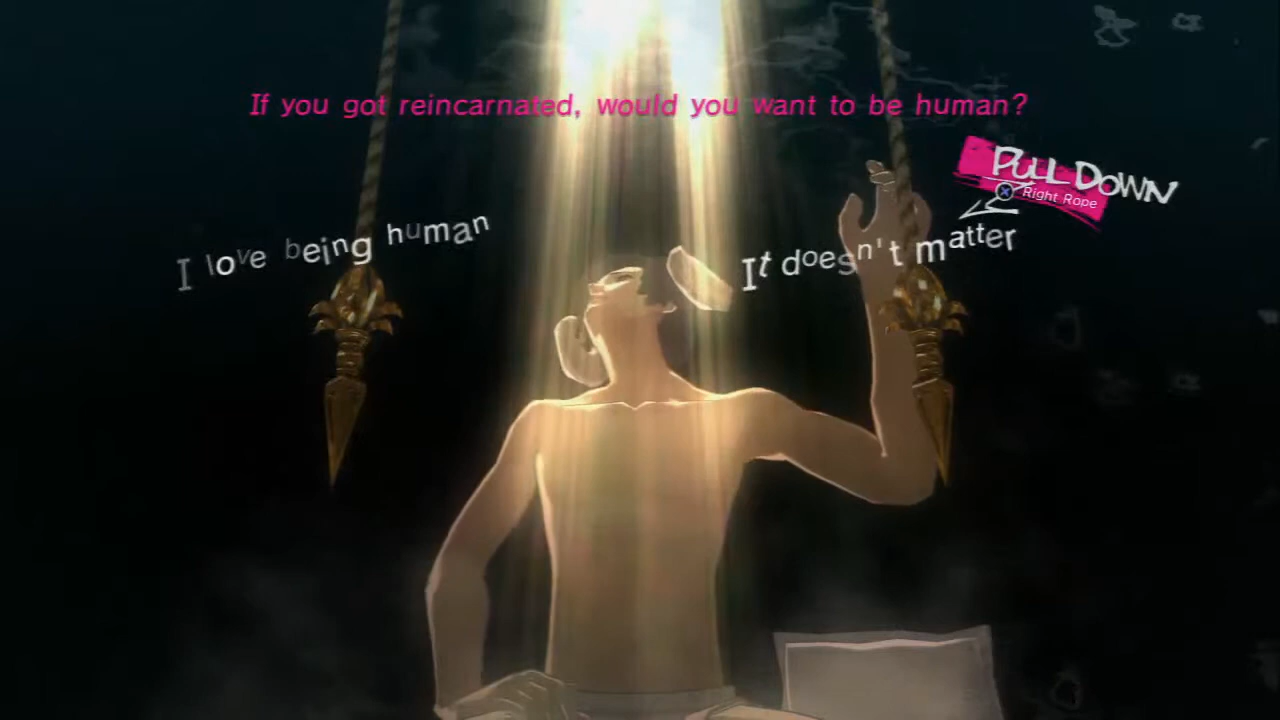 If you got reincarnated, would you want to be human?
PULL DOWN
Right Rope
I love being human
It doesn't matter